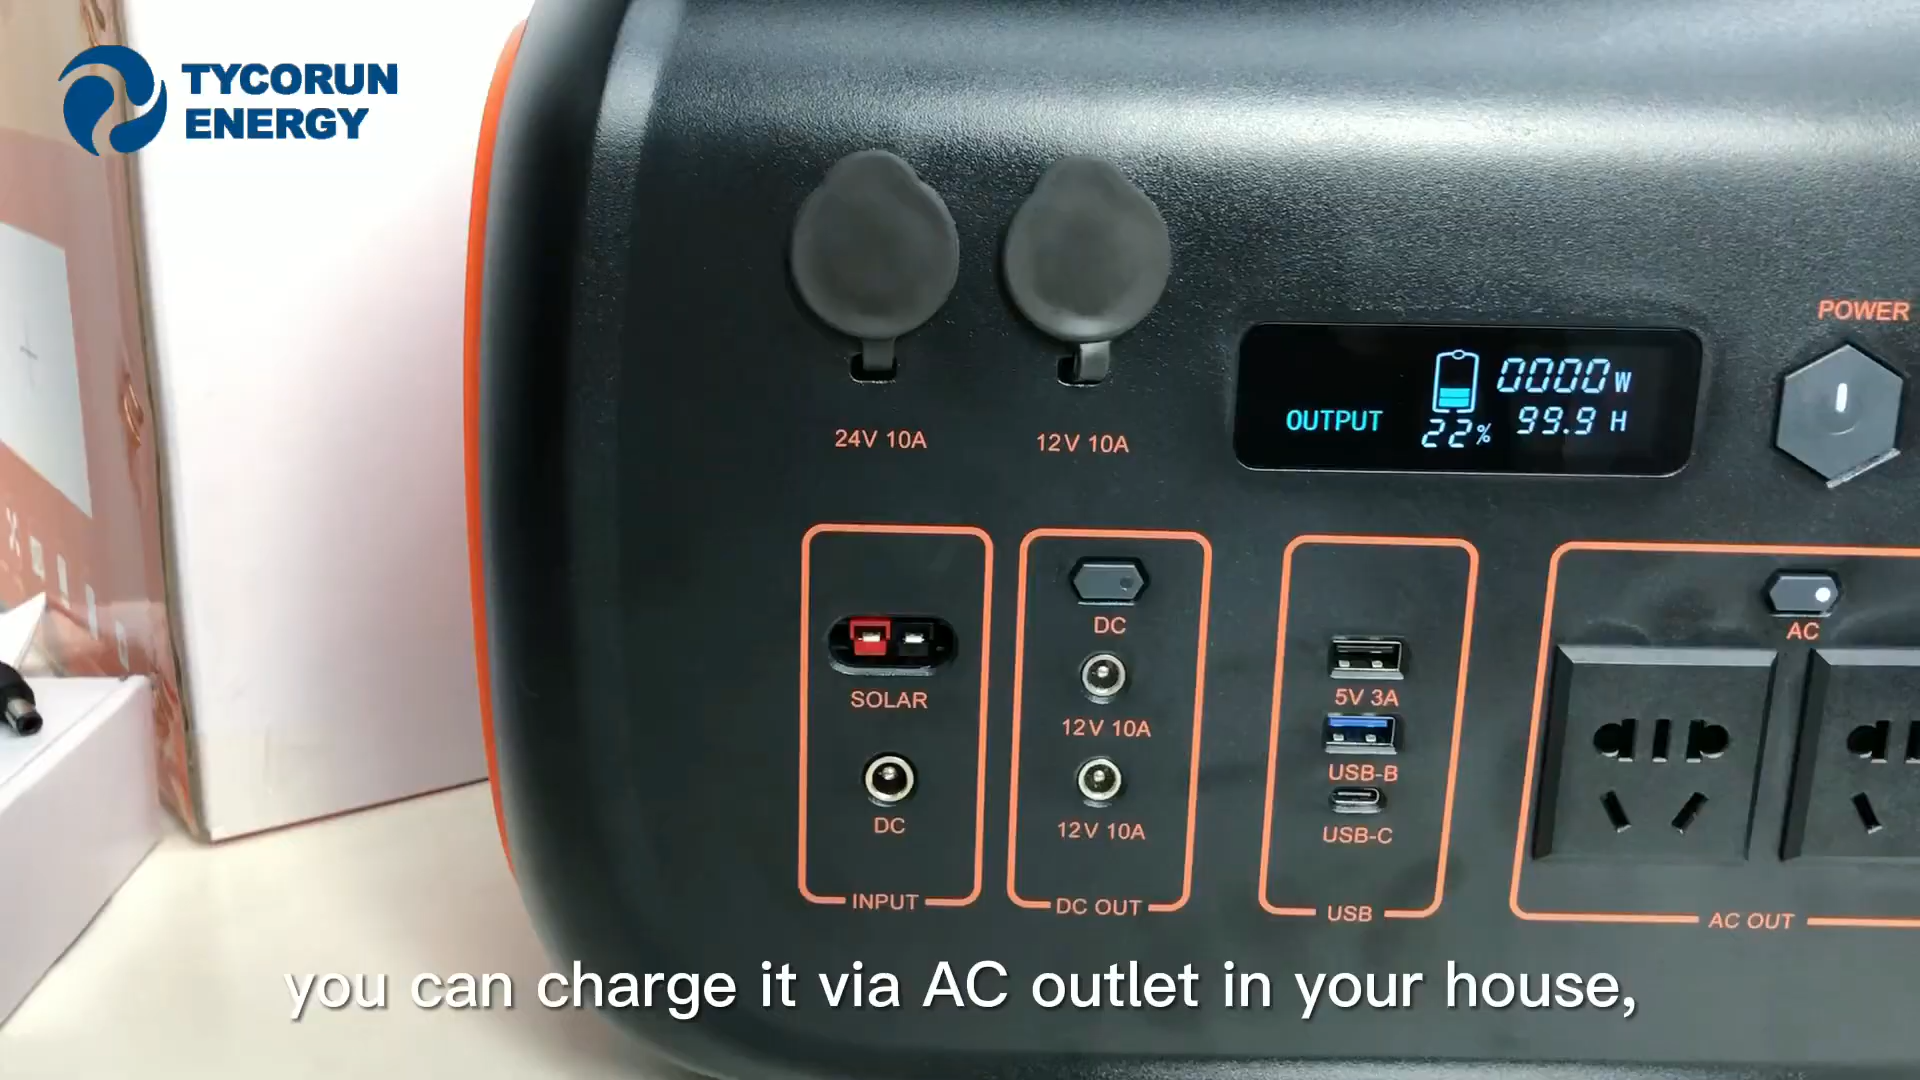 TYCORUN
ENERGY
POWER
0000W
OUTPUT
22%
99.9 H
24V 10A
12V 10A
DC
AC
SOLAR
5V 3A
12V 10A
USB-B
DC
12V 10A
USB-C
INPUT
DC OUT
USB
AC OUT
you can charge it via AC outlet in your house,